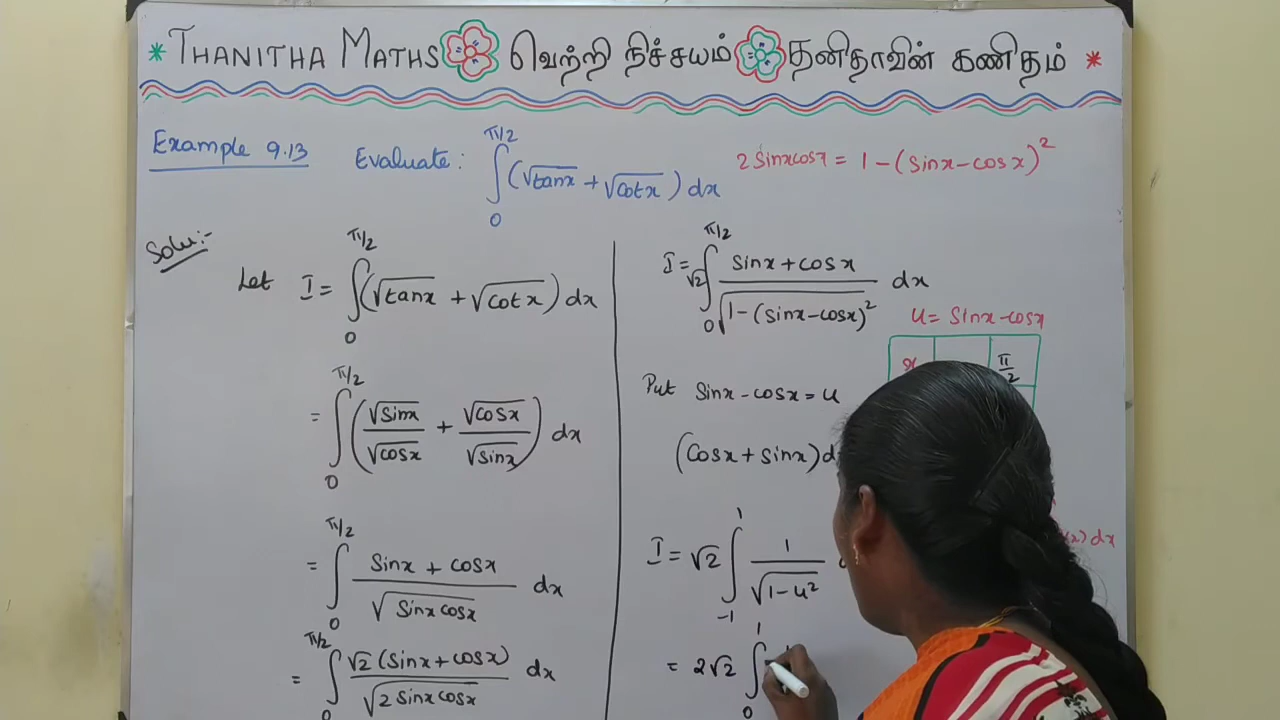 * THANITHA MATHS வெற்றி நிச்சயம் தனிதாவின் கணிதம் *
Example 9.13 Evaluate : ∫₀^(π/2) (√tanx + √cotx) dx
2 sinxcosx = 1 − (sinx − cosx)²
Solu:-
Let I = ∫₀^(π/2) (√tanx + √cotx) dx
= ∫₀^(π/2) (√sinx/√cosx + √cosx/√sinx) dx
= ∫₀^(π/2) (sinx + cosx)/√(sinx cosx) dx
= ∫₀^(π/2) √2 (sinx + cosx)/√(2 sinx cosx) dx
I = √2 ∫₀^(π/2) (sinx + cosx)/√(1 − (sinx − cosx)²) dx
u = sinx − cosx
x π/2
Put sinx − cosx = u
(cosx + sinx) d
) dx
I = √2 ∫₋₁^1 1/√(1 − u²)
= 2√2 ∫₀^1